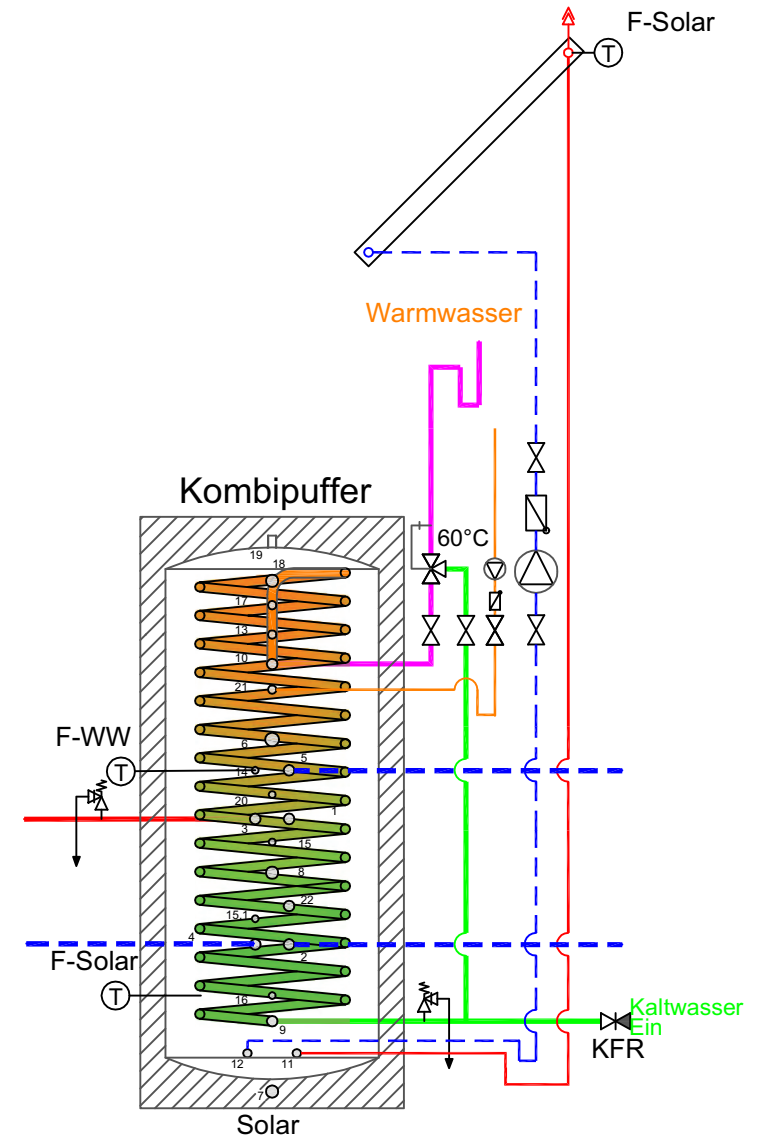 F-Solar
T
Warmwasser
Kombipuffer
60°C
19
18
17
13
10
21
F-WW
6
5
T
14
20
1
3
15
8
22
15.1
4
F-Solar
2
T
16
Kaltwasser
Ein
9
KFR
12
11
7
Solar